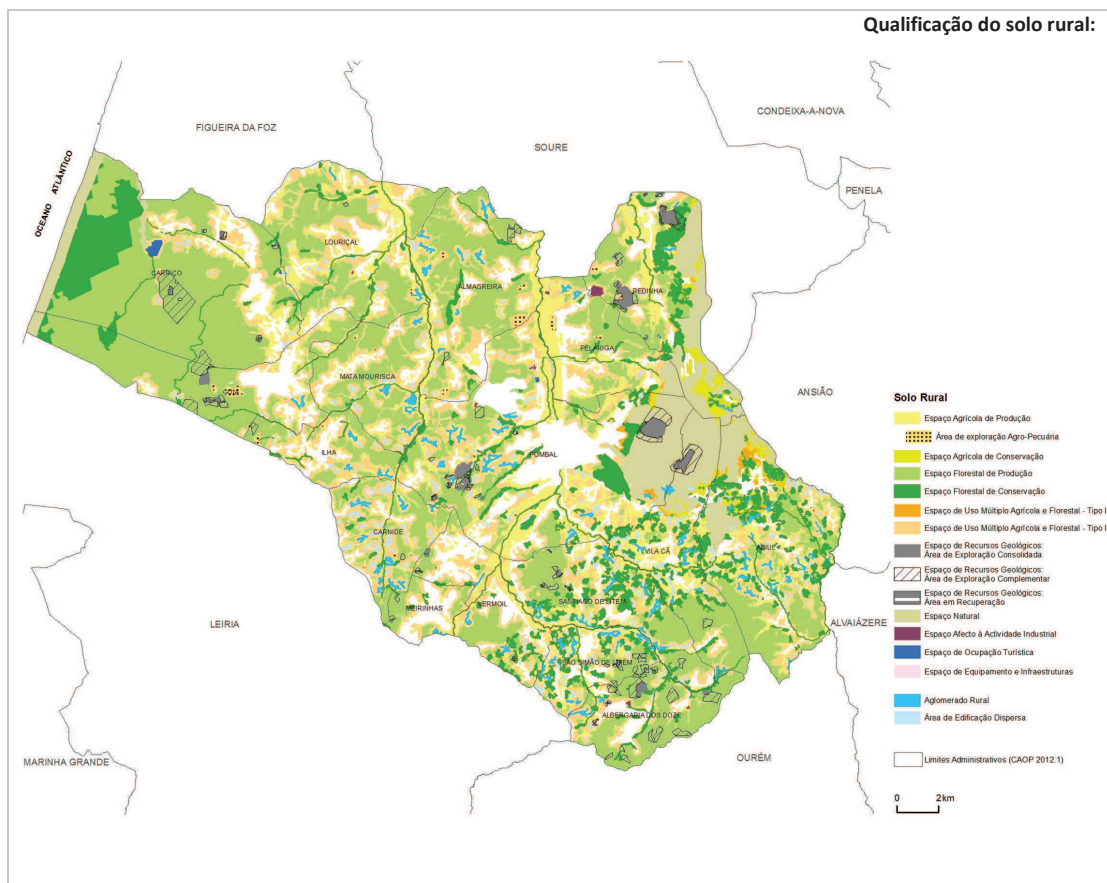 Qualificação do solo rural:
CONDEIXA-A-NOVA
FIGUEIRA DA FOZ
SOURE
PENELA
OCEANO ATLÂNTICO
LOURIÇAL
CARRIÇO
ALMAGREIRA
REDINHA
PELARIGA
MATA MOURISCA
GUIA
ANSIÃO
ILHA
POMBAL
CARNIDE
VILA CÃ
ABIUL
SANTIAGO DE LITÉM
MEIRINHAS
VERMOIL
LEIRIA
ALVAIÁZERE
SÃO SIMÃO DE LITÉM
ALBERGARIA DOS DOZE
MARINHA GRANDE
OURÉM
Solo Rural
Espaço Agrícola de Produção
Área de exploração Agro-Pecuária
Espaço Agrícola de Conservação
Espaço Florestal de Produção
Espaço Florestal de Conservação
Espaço de Uso Múltiplo Agrícola e Florestal - Tipo I
Espaço de Uso Múltiplo Agrícola e Florestal - Tipo I
Espaço de Recursos Geológicos:
Área de Exploração Consolidada
Espaço de Recursos Geológicos:
Área de Exploração Complementar
Espaço de Recursos Geológicos:
Área em Recuperação
Espaço Natural
Espaço Afecto à Actividade Industrial
Espaço de Ocupação Turística
Espaço de Equipamento e Infraestruturas
Aglomerado Rural
Área de Edificação Dispersa
Limites Administrativos (CAOP 2012.1)
0 2km